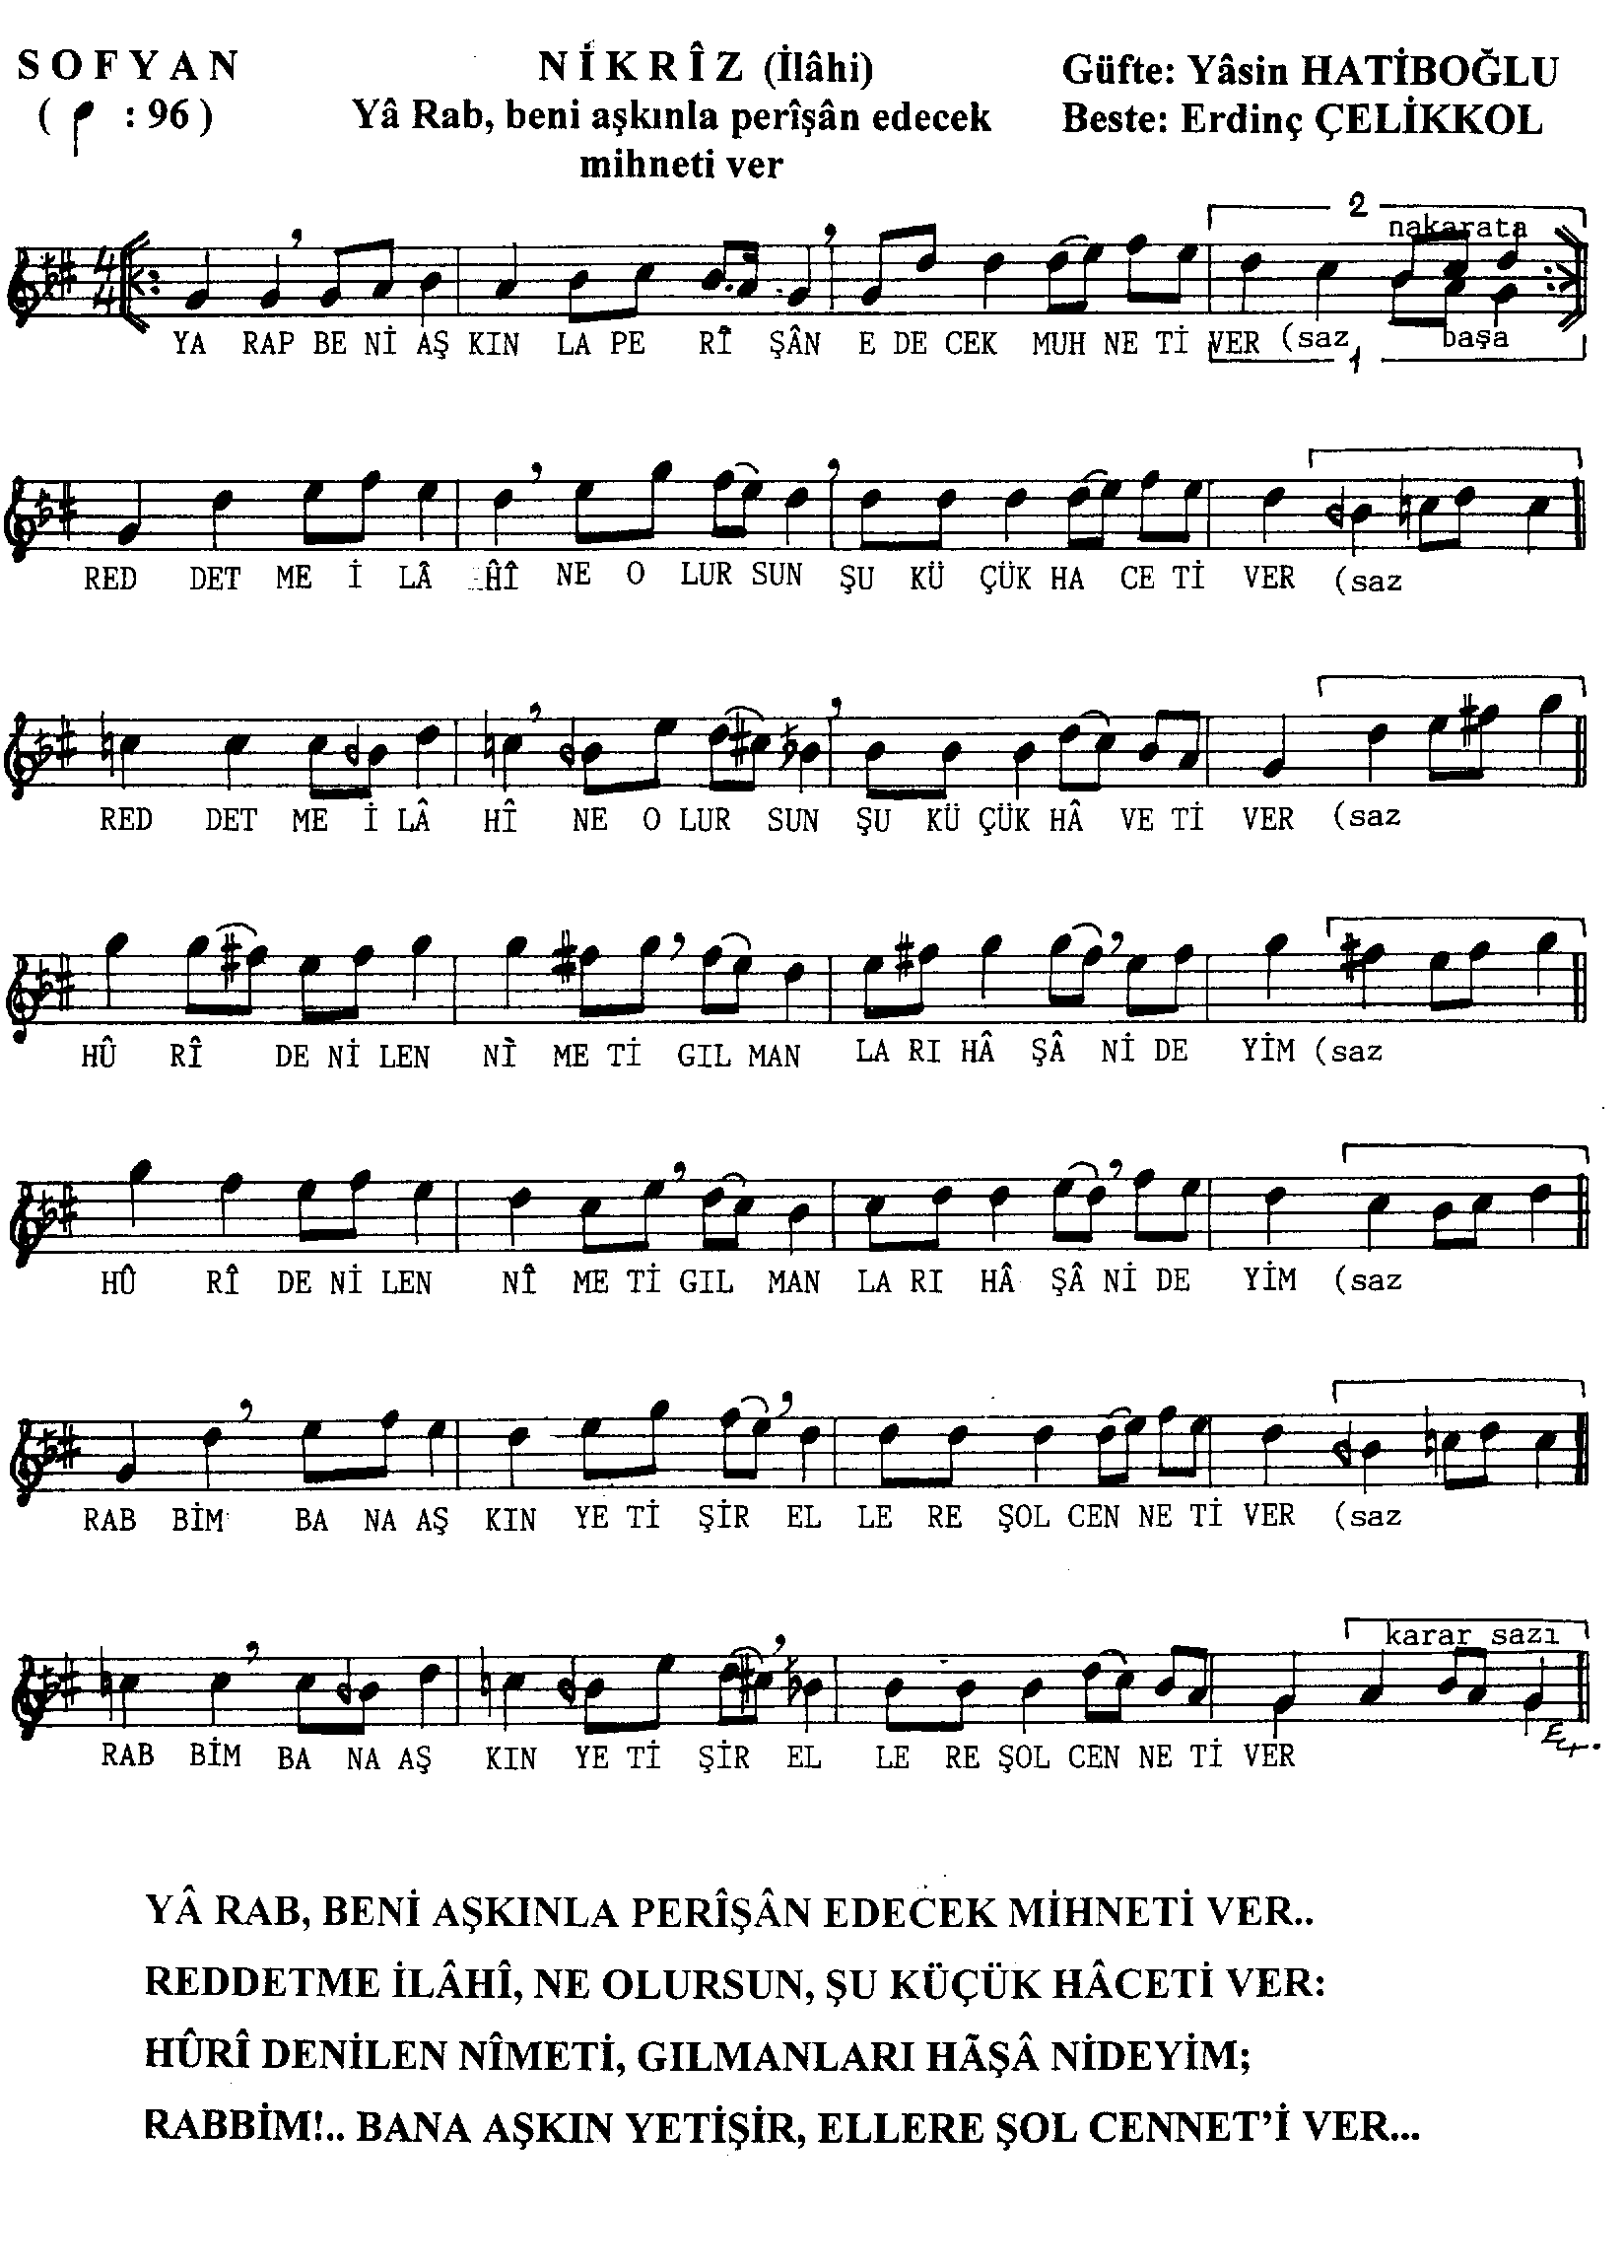 SOFYAN
NİKRÎZ (İlâhi)
Güfte: Yâsin HATİBOĞLU
( : 96 )
Yâ Rab, beni aşkınla perîşân edecek
Beste: Erdinç ÇELİKKOL
mihneti ver
2
nakarata
4
4
YA RAP BE Nİ AŞ KIN LA PE RÎ ŞÂN E DE CEK MUH NE Tİ VER (saz başa
1
RED DET ME İ LÂ HÎ NE O LUR SUN ŞU KÜ ÇÜK HA CE Tİ VER (saz
RED DET ME İ LÂ HÎ NE O LUR SUN ŞU KÜ ÇÜK HÂ VE Tİ VER (saz
HÛ RÎ DE Nİ LEN NÌ ME Tİ GIL MAN LA RI HÂ ŞÂ Nİ DE YİM (saz
HÛ RÎ DE Nİ LEN NÎ ME Tİ GIL MAN LA RI HÂ ŞÂ Nİ DE YİM (saz
RAB BİM BA NA AŞ KIN YE Tİ ŞİR EL LE RE ŞOL CEN NE Tİ VER (saz
karar sazı
RAB BİM BA NA AŞ KIN YE Tİ ŞİR EL LE RE ŞOL CEN NE Tİ VER
YÂ RAB, BENİ AŞKINLA PERÎŞÂN EDECEK MİHNETİ VER..
REDDETME İLÂHÎ, NE OLURSUN, ŞU KÜÇÜK HÂCETİ VER:
HÛRÎ DENİLEN NÎMETİ, GILMANLARI HÃŞÂ NİDEYİM;
RABBİM!.. BANA AŞKIN YETİŞİR, ELLERE ŞOL CENNET'İ VER...